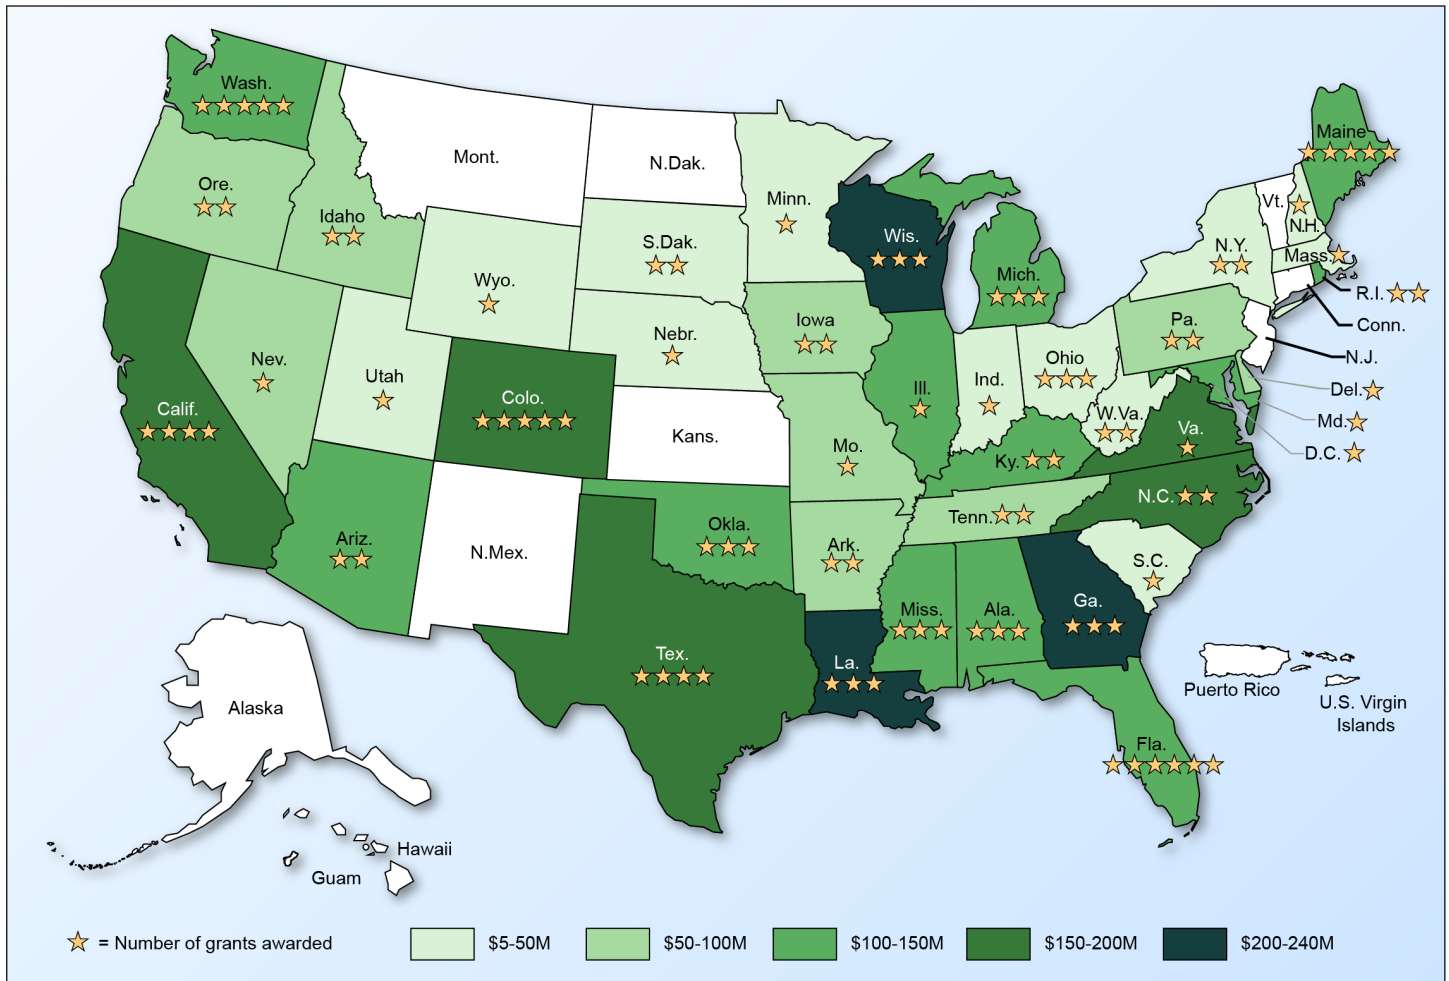 Wash.
Maine
Mont.
N.Dak.
Minn.
Ore.
Idaho
Vt.
N.H.
Wis.
S.Dak.
N.Y.
Mass.
Mich.
Wyo.
R.I.
Iowa
Pa.
Conn.
Nebr.
Nev.
Utah
Ohio
N.J.
Ind.
Ill.
Del.
Colo.
Calif.
W.Va.
Md.
Va.
Kans.
Mo.
Ky.
D.C.
N.C.
Tenn.
Okla.
Ariz.
N.Mex.
Ark.
S.C.
Ga.
Miss.
Ala.
Tex.
La.
Puerto Rico
U.S. Virgin
Islands
Alaska
Fla.
Hawaii
Guam
= Number of grants awarded
$5-50M
$50-100M
$100-150M
$150-200M
$200-240M